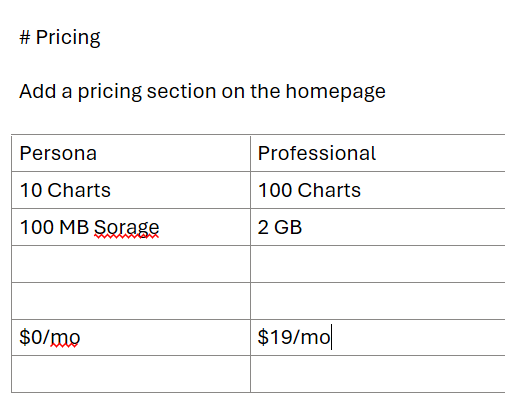 # Pricing
Add a pricing section on the homepage
Persona Professional
10 Charts 100 Charts
100 MB Sorage 2 GB
$0/mo $19/mo